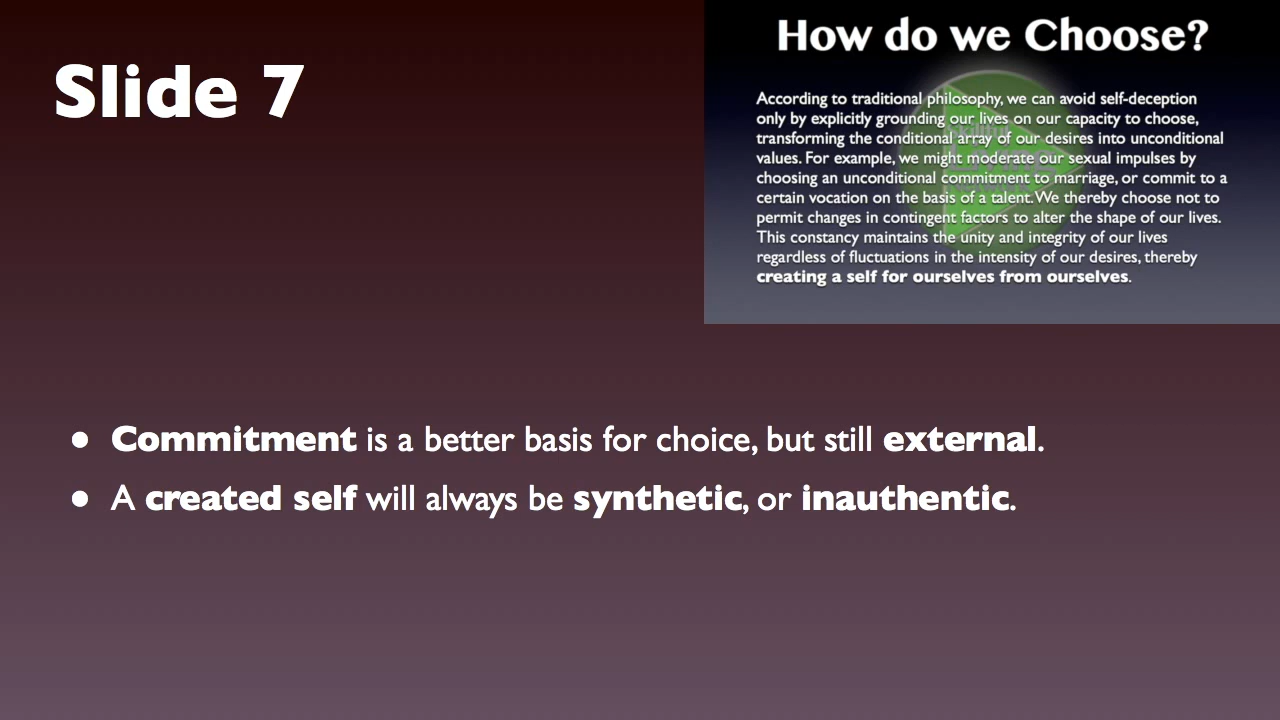 Slide 7
How do we Choose?
According to traditional philosophy, we can avoid self-deception
only by explicitly grounding our lives on our capacity to choose,
transforming the conditional array of our desires into unconditional
values. For example, we might moderate our sexual impulses by
choosing an unconditional commitment to marriage, or commit to a
certain vocation on the basis of a talent. We thereby choose not to
permit changes in contingent factors to alter the shape of our lives.
This constancy maintains the unity and integrity of our lives
regardless of fluctuations in the intensity of our desires, thereby
creating a self for ourselves from ourselves.
● Commitment is a better basis for choice, but still external.
● A created self will always be synthetic, or inauthentic.